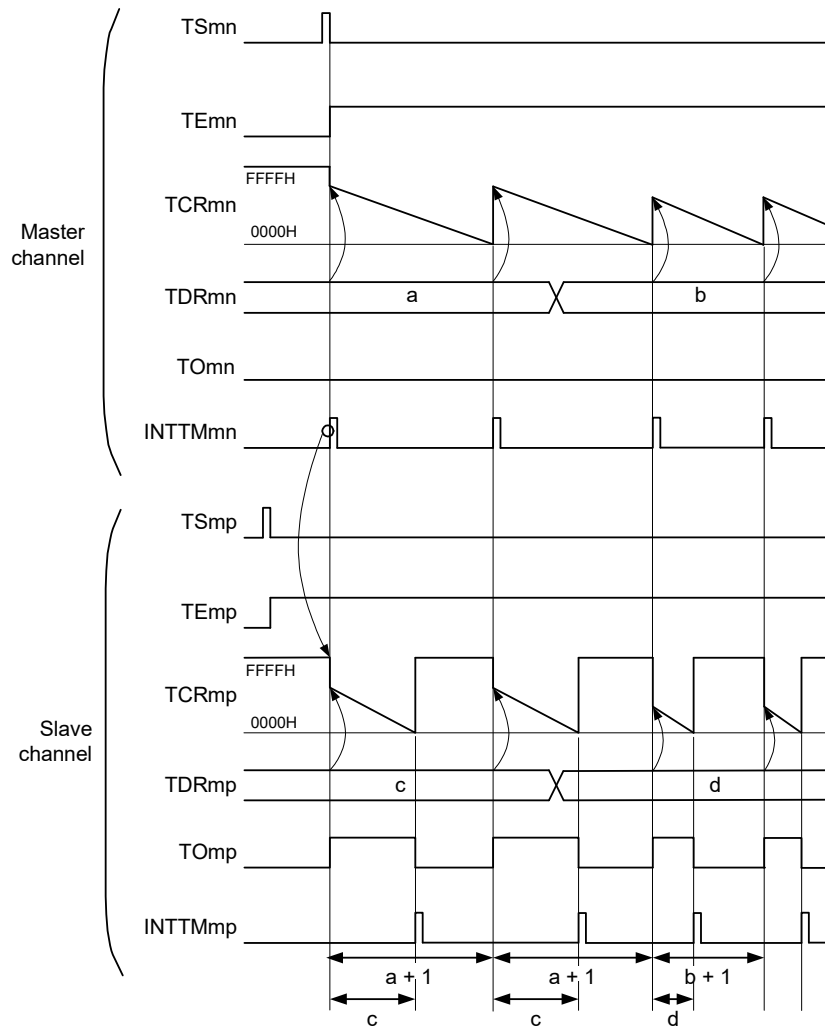 TSmn
TEmn
FFFFH
TCRmn
0000H
Master
channel
TDRmn
a
b
TOmn
INTTMmn
TSmp
TEmp
FFFFH
TCRmp
0000H
Slave
channel
TDRmp
c
d
TOmp
INTTMmp
a + 1
a + 1
b + 1
c
c
d